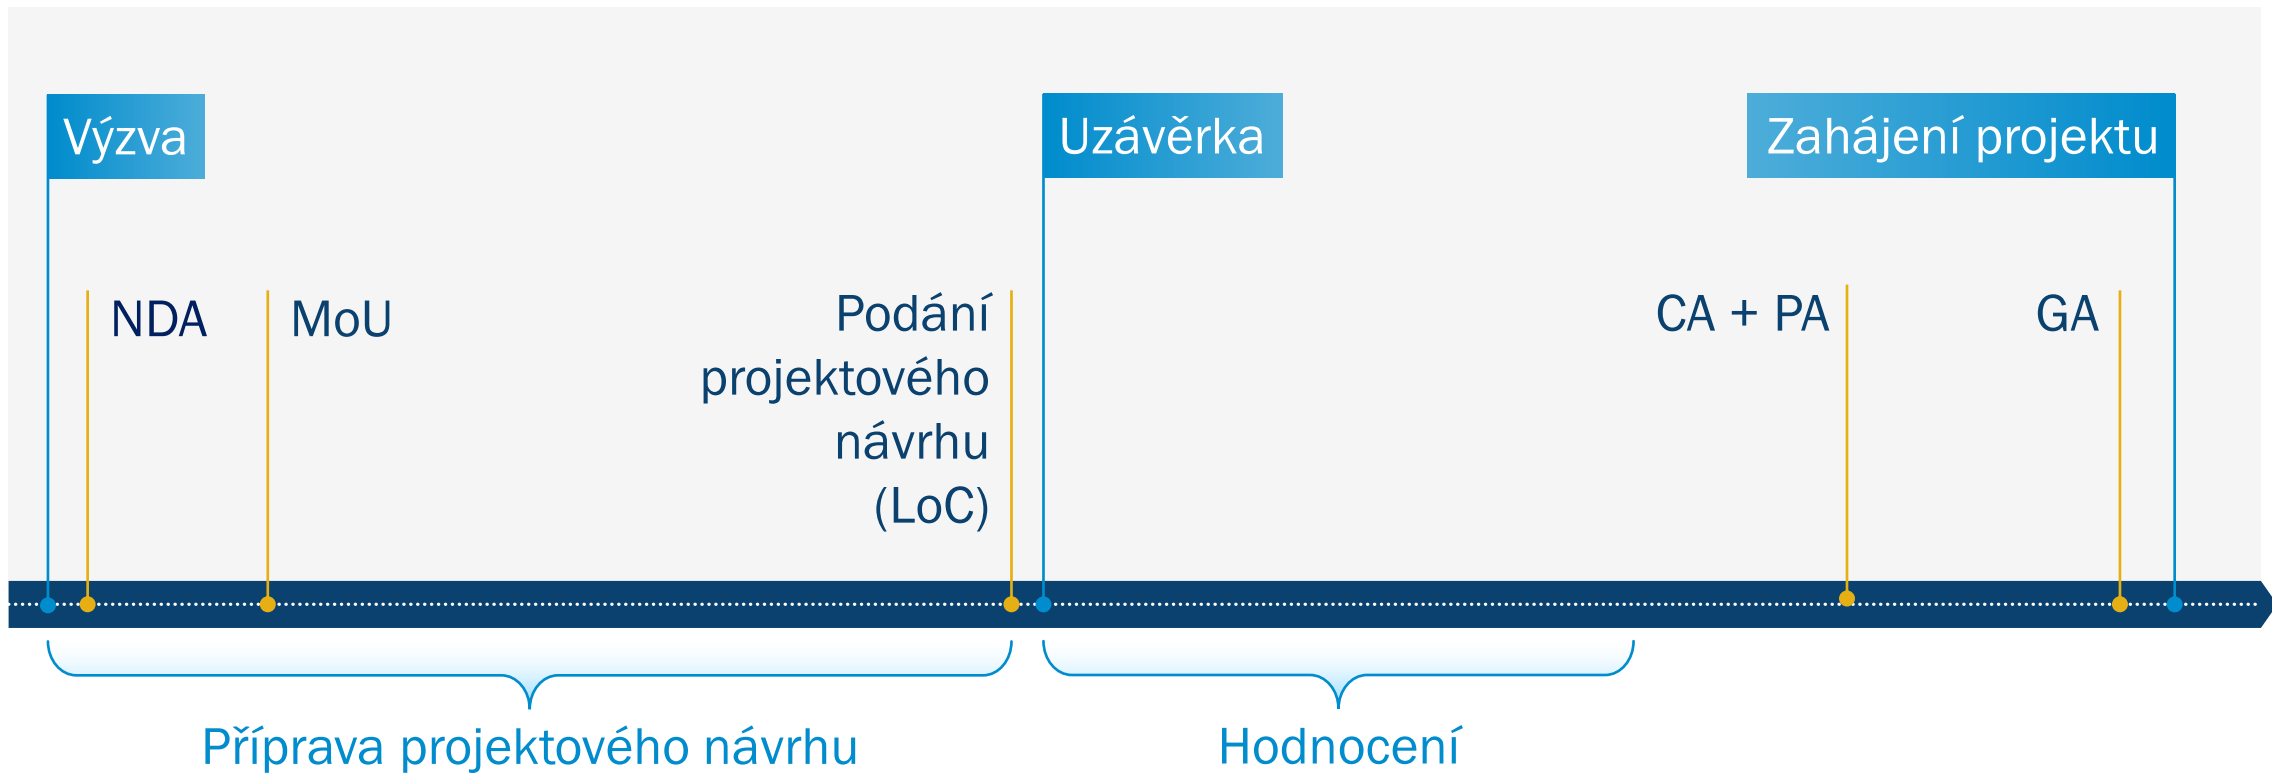 Výzva
Uzávěrka
Zahájení projektu
NDA
MoU
Podání
projektového
návrhu
(LoC)
CA + PA
GA
Příprava projektového návrhu
Hodnocení